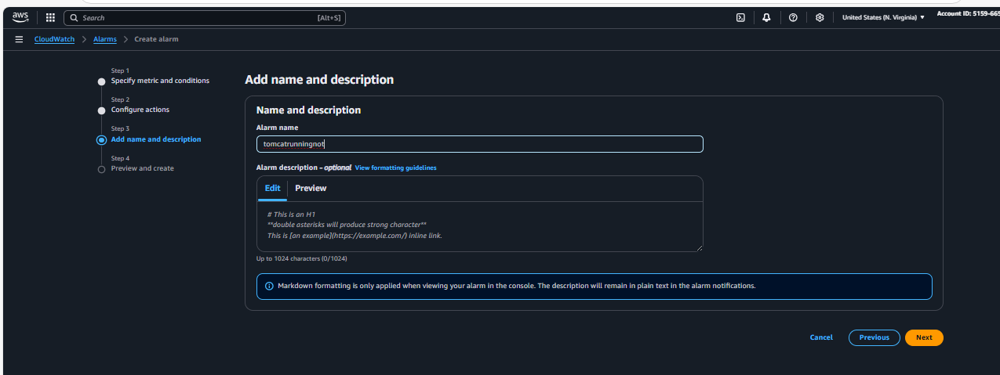 aws
Search [Alt+S] United States (N. Virginia) ▼ Account ID: 5159-665
CloudWatch > Alarms > Create alarm
Step 1
Specify metric and conditions
Step 2
Configure actions
Step 3
Add name and description
Step 4
Preview and create
Add name and description
Name and description
Alarm name
tomcatrunningnot
Alarm description - optional View formatting guidelines
Edit Preview
# This is an H1
**double asterisks will produce strong character**
This is [an example](https://example.com/) inline link.
Up to 1024 characters (0/1024)
Markdown formatting is only applied when viewing your alarm in the console. The description will remain in plain text in the alarm notifications.
Cancel Previous Next